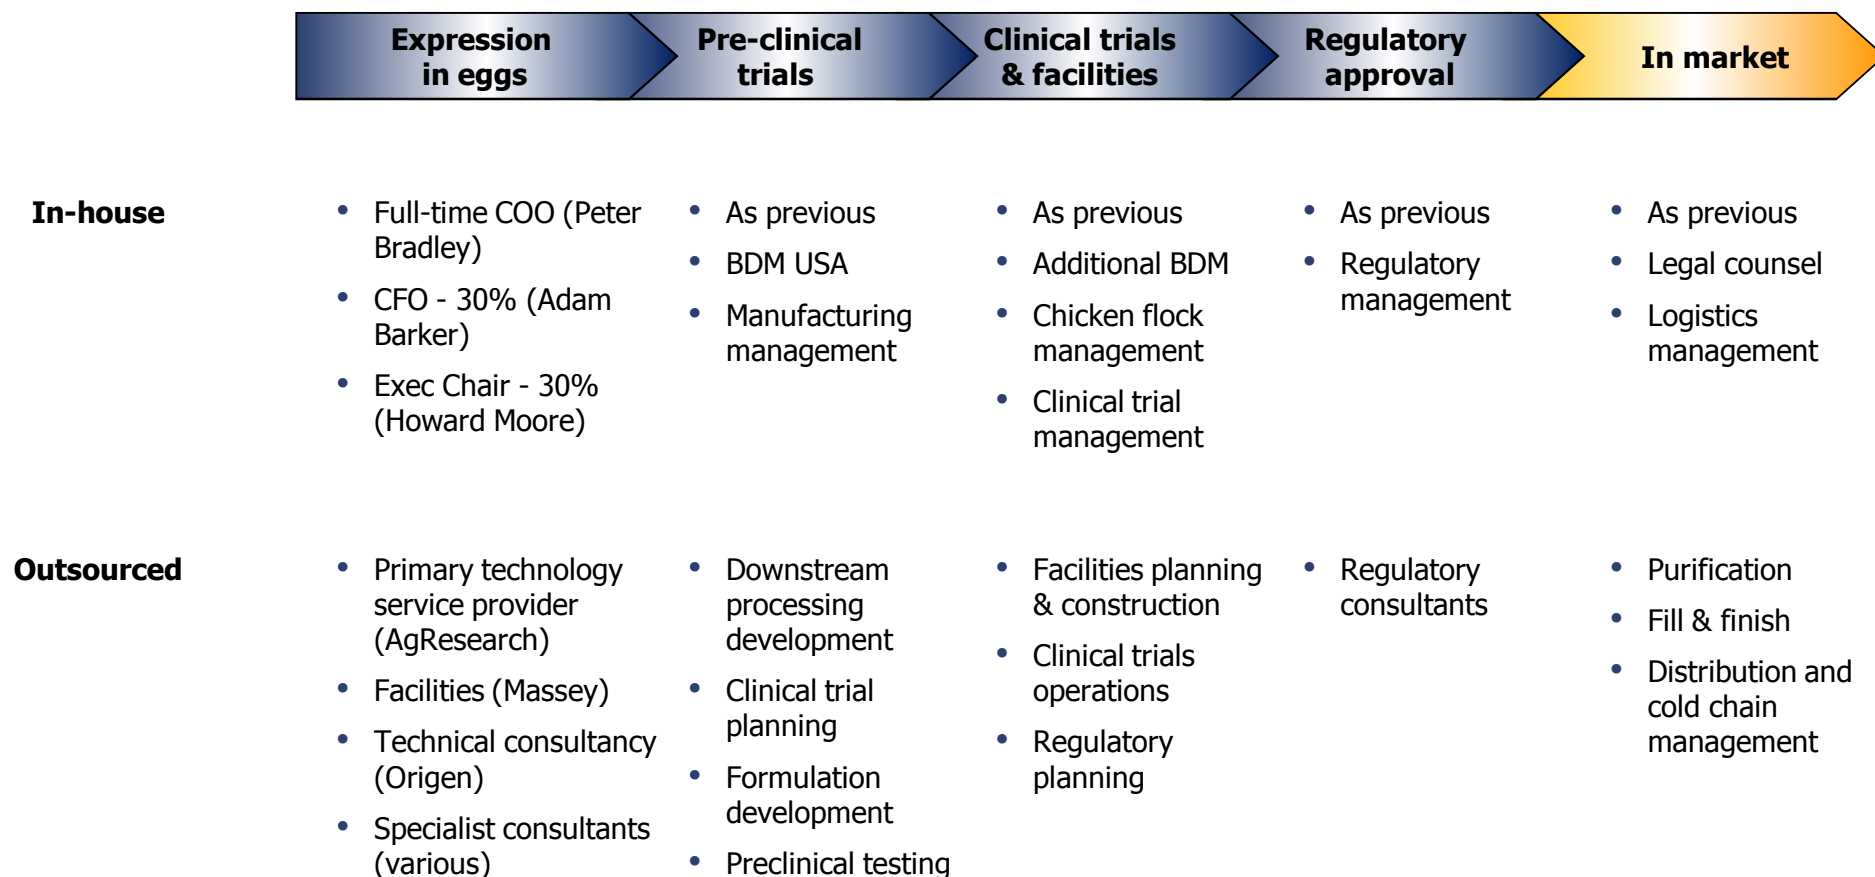 Expression
in eggs
Pre-clinical
trials
Clinical trials
& facilities
Regulatory
approval
In market
In-house
• Full-time COO (Peter
Bradley)
• CFO - 30% (Adam
Barker)
• Exec Chair - 30%
(Howard Moore)
• As previous
• BDM USA
• Manufacturing
management
• As previous
• Additional BDM
• Chicken flock
management
• Clinical trial
management
• As previous
• Regulatory
management
• As previous
• Legal counsel
• Logistics
management
Outsourced
• Primary technology
service provider
(AgResearch)
• Facilities (Massey)
• Technical consultancy
(Origen)
• Specialist consultants
(various)
• Downstream
processing
development
• Clinical trial
planning
• Formulation
development
• Preclinical testing
• Facilities planning
& construction
• Clinical trials
operations
• Regulatory
planning
• Regulatory
consultants
• Purification
• Fill & finish
• Distribution and
cold chain
management